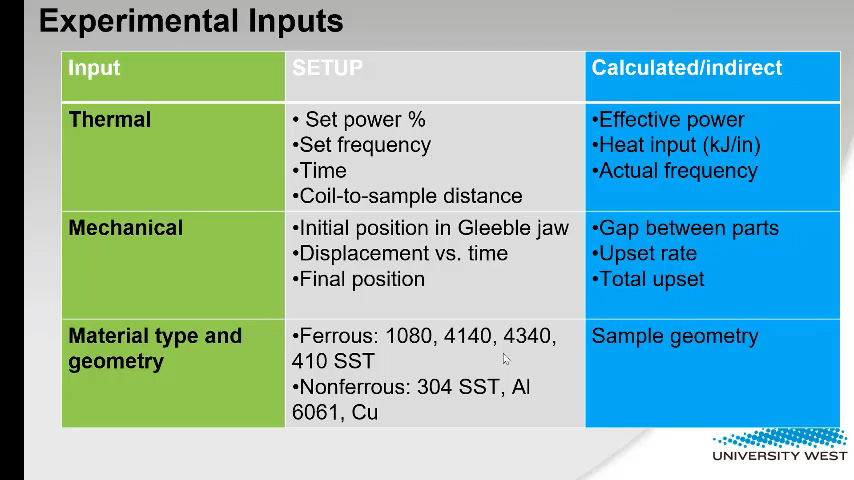 Experimental Inputs
Input
SETUP
Calculated/indirect
Thermal
• Set power %
•Set frequency
•Time
•Coil-to-sample distance
•Effective power
•Heat input (kJ/in)
•Actual frequency
Mechanical
•Initial position in Gleeble jaw
•Displacement vs. time
•Final position
•Gap between parts
•Upset rate
•Total upset
Material type and
geometry
•Ferrous: 1080, 4140, 4340,
410 SST
•Nonferrous: 304 SST, Al
6061, Cu
Sample geometry
UNIVERSITY WEST